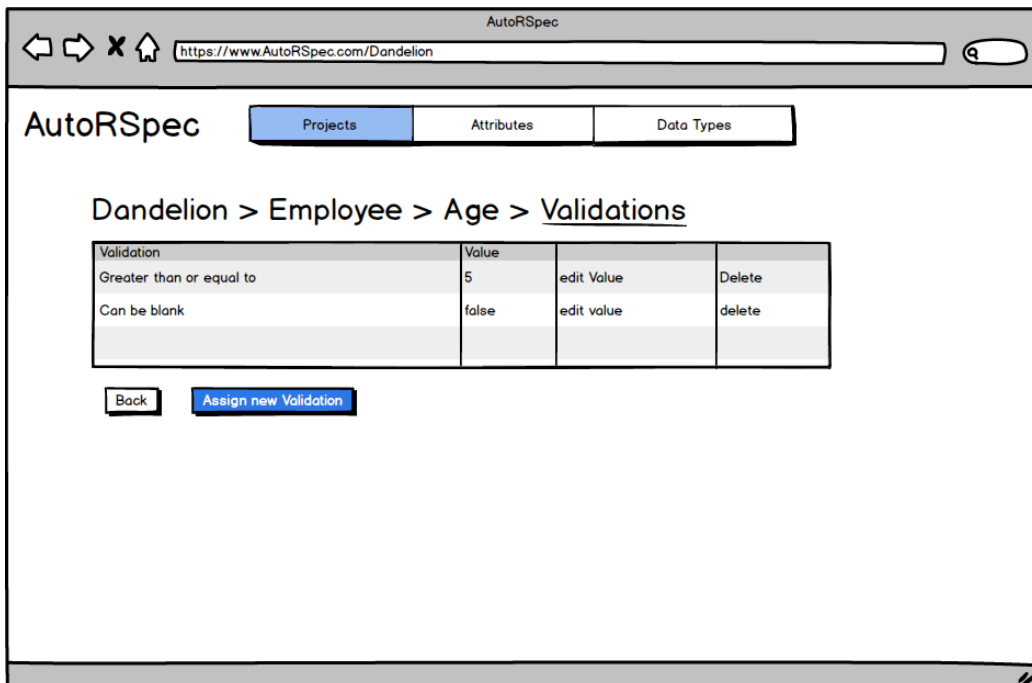 AutoRSpec
https://www.AutoRSpec.com/Dandelion
AutoRSpec Projects Attributes Data Types
Dandelion > Employee > Age > Validations
Validation Value
Greater than or equal to 5 edit Value Delete
Can be blank false edit value delete
Back Assign new Validation